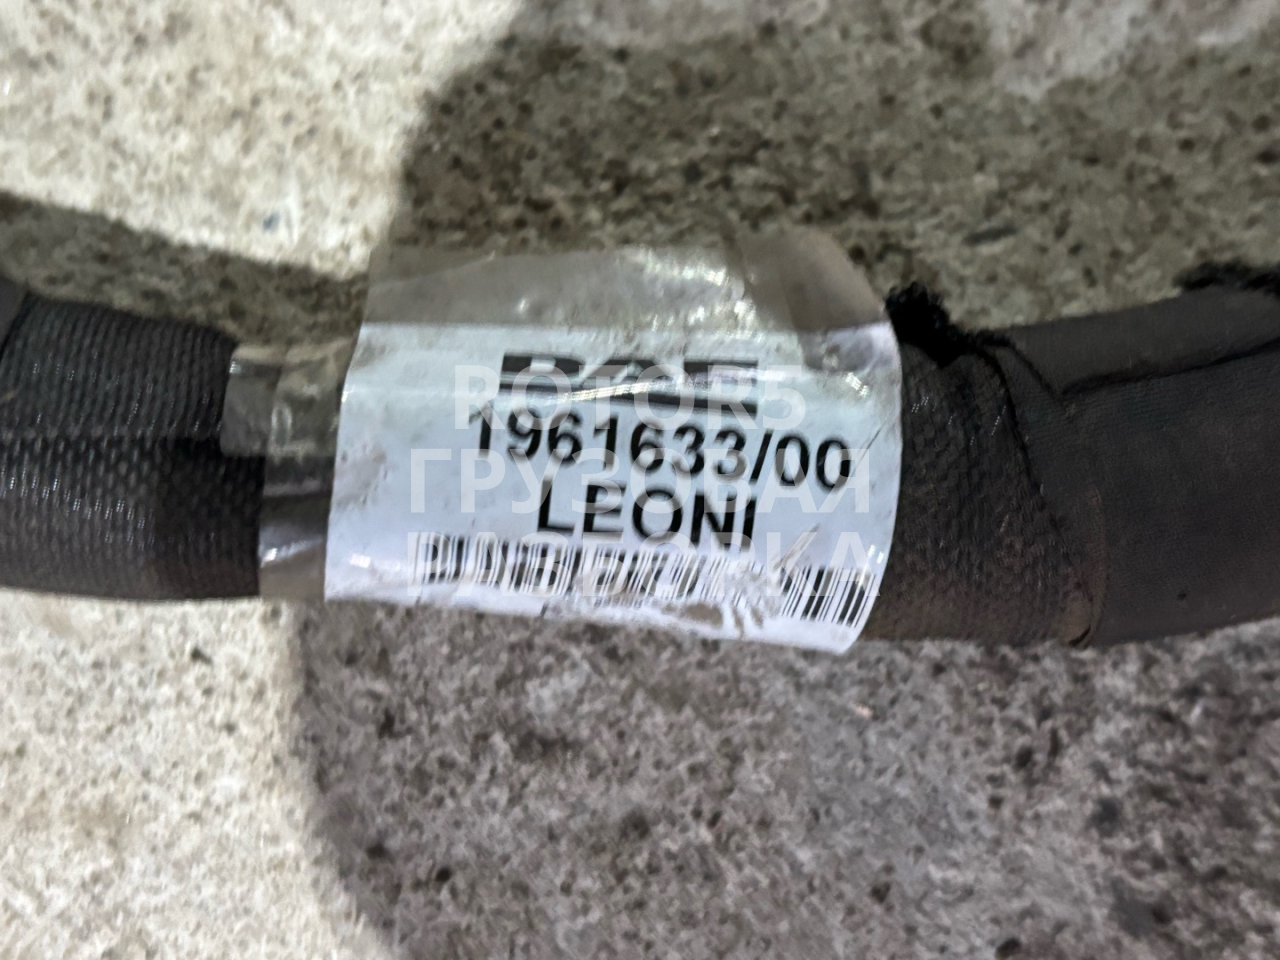 DAF
1961633/00
LEONI
ROTOR5
ГРУЗОВАЯ
РАЗБОРКА